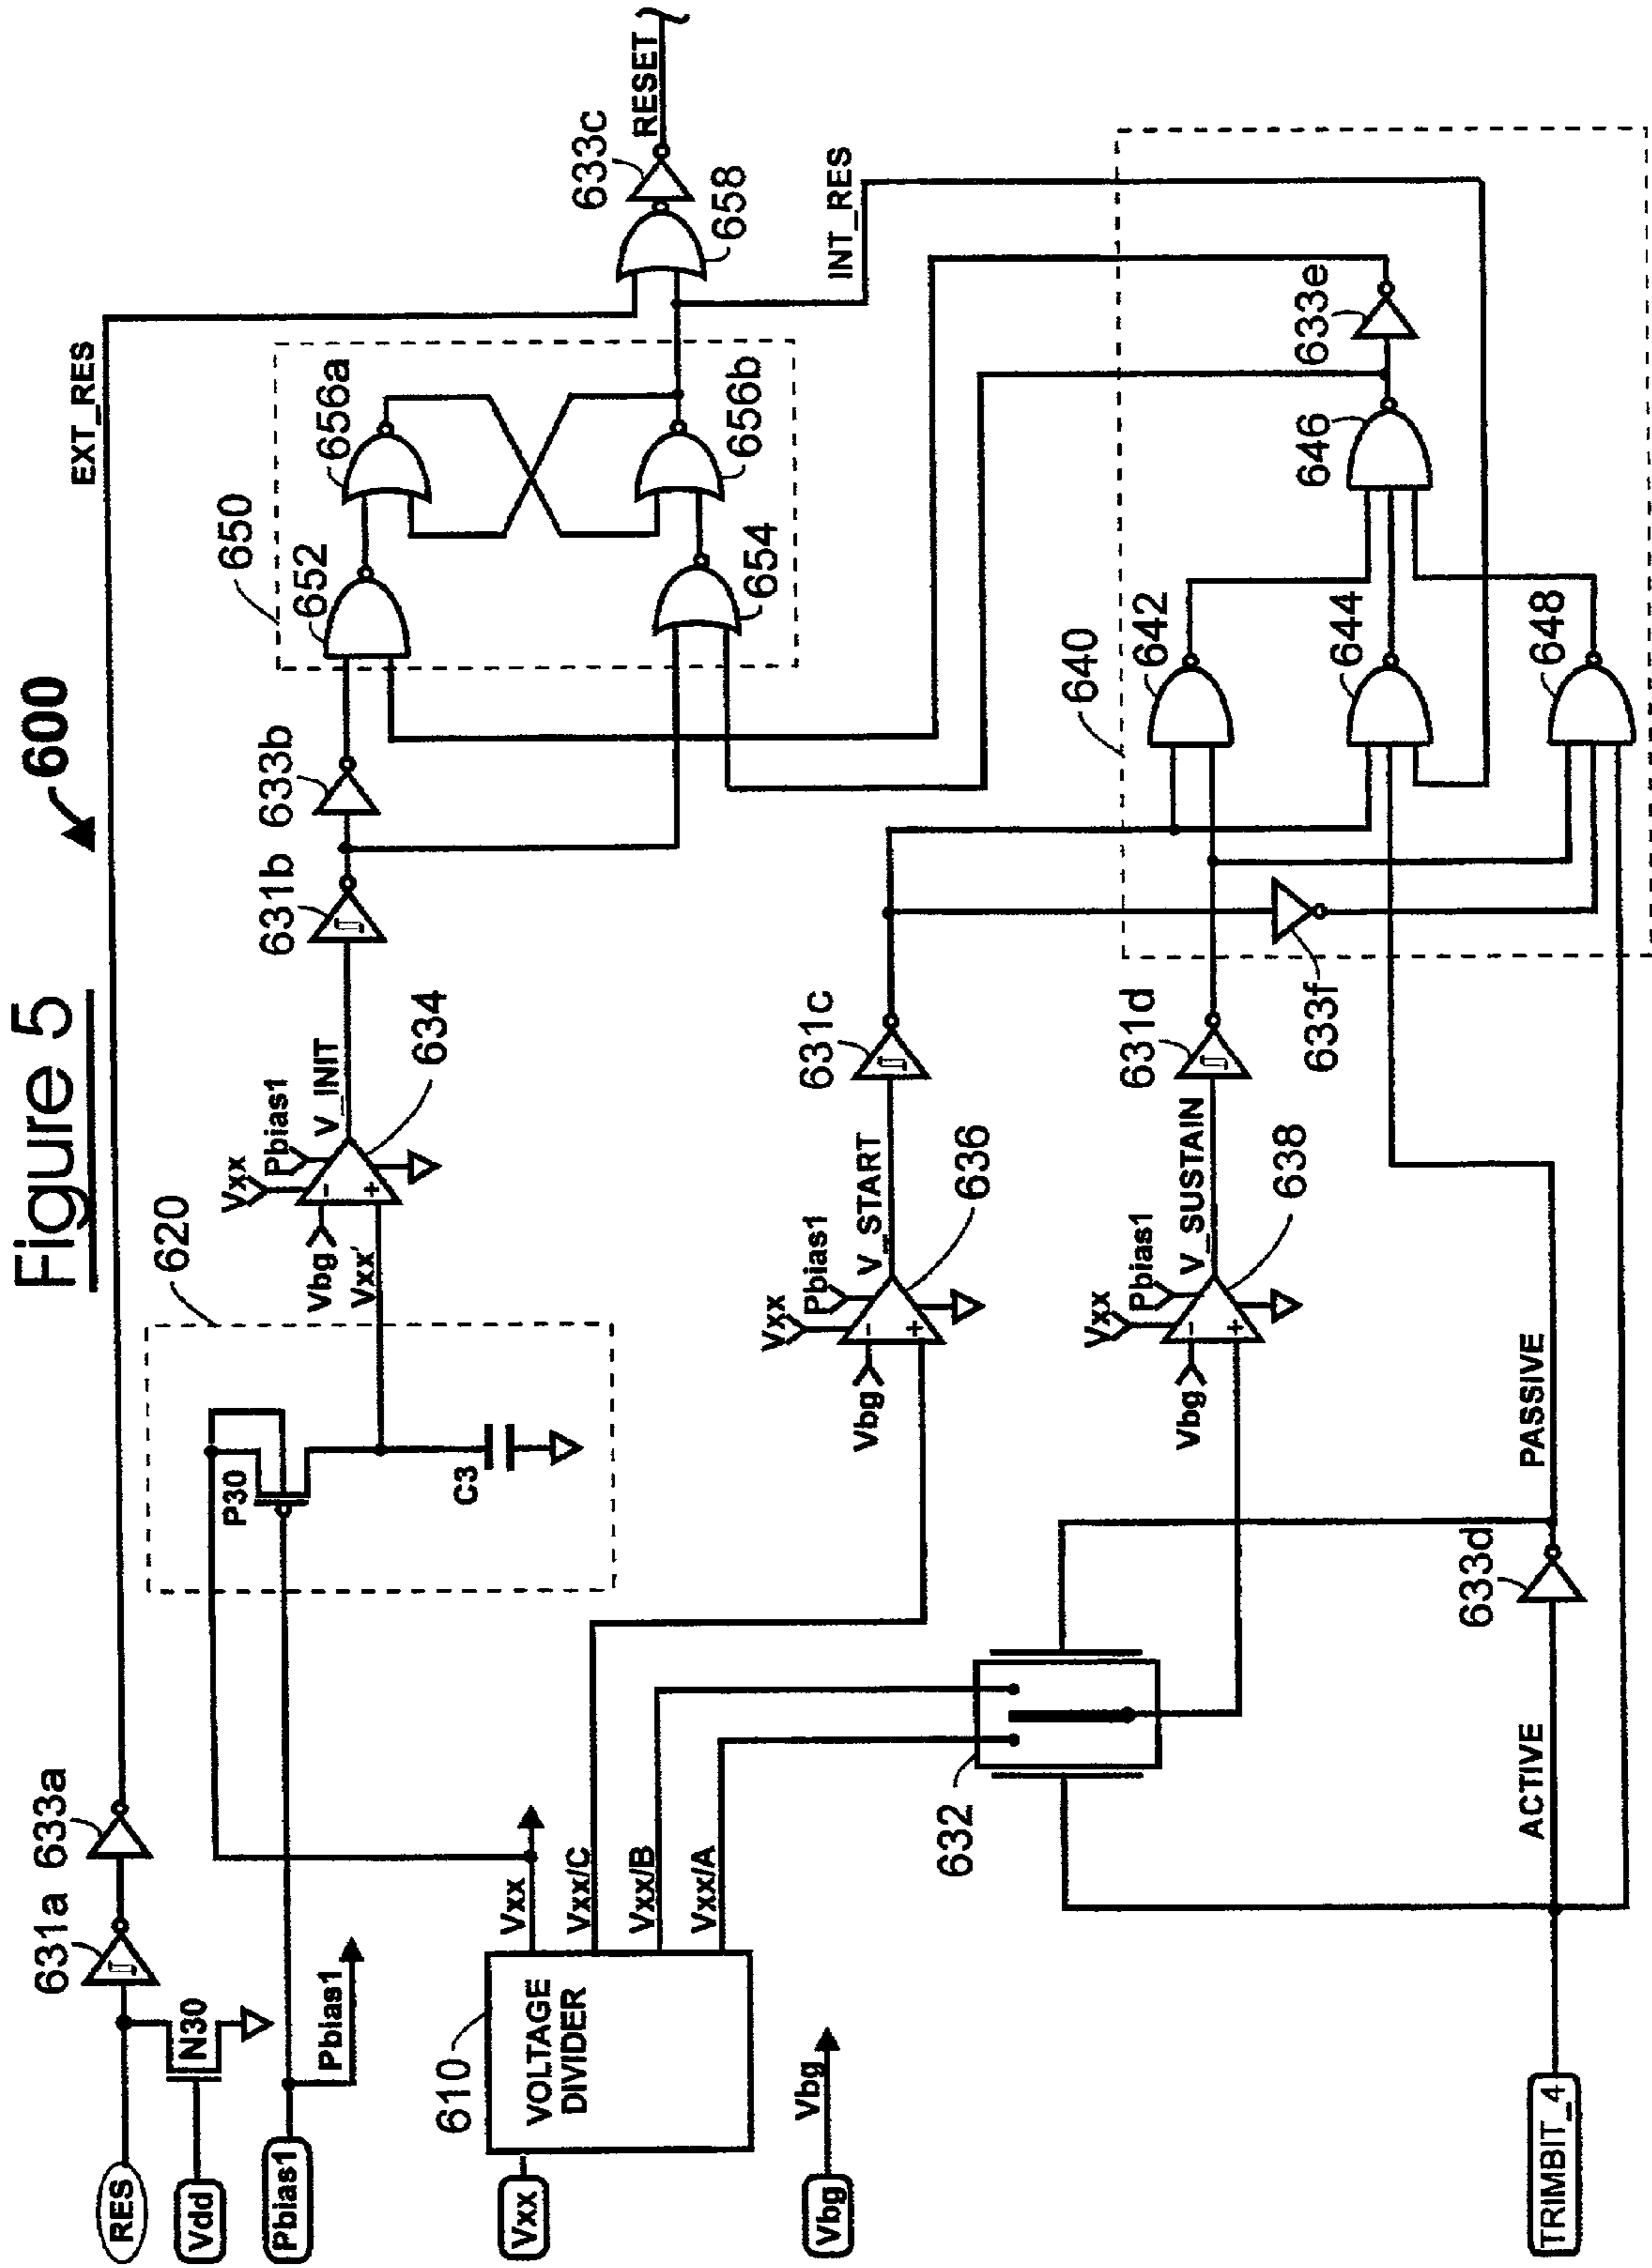 Figure 5
600
RES
Vdd
N30
631a
633a
EXT_RES
Pbias1
Pbias1
620
P30
C3
Vbg
Vxx'
Vxx
Pbias1
-
+
V_INIT
634
631b
633b
650
652
654
656a
656b
658
633c
RESET
INT_RES
Vxx
610
VOLTAGE
DIVIDER
Vxx
Vxx/C
Vxx/B
Vxx/A
Vbg
Vbg
Vbg
Vxx
Pbias1
-
+
V_START
636
631c
632
Vbg
Vxx
Pbias1
-
+
V_SUSTAIN
638
631d
633f
640
642
644
648
646
633e
TRIMBIT_4
ACTIVE
633d
PASSIVE